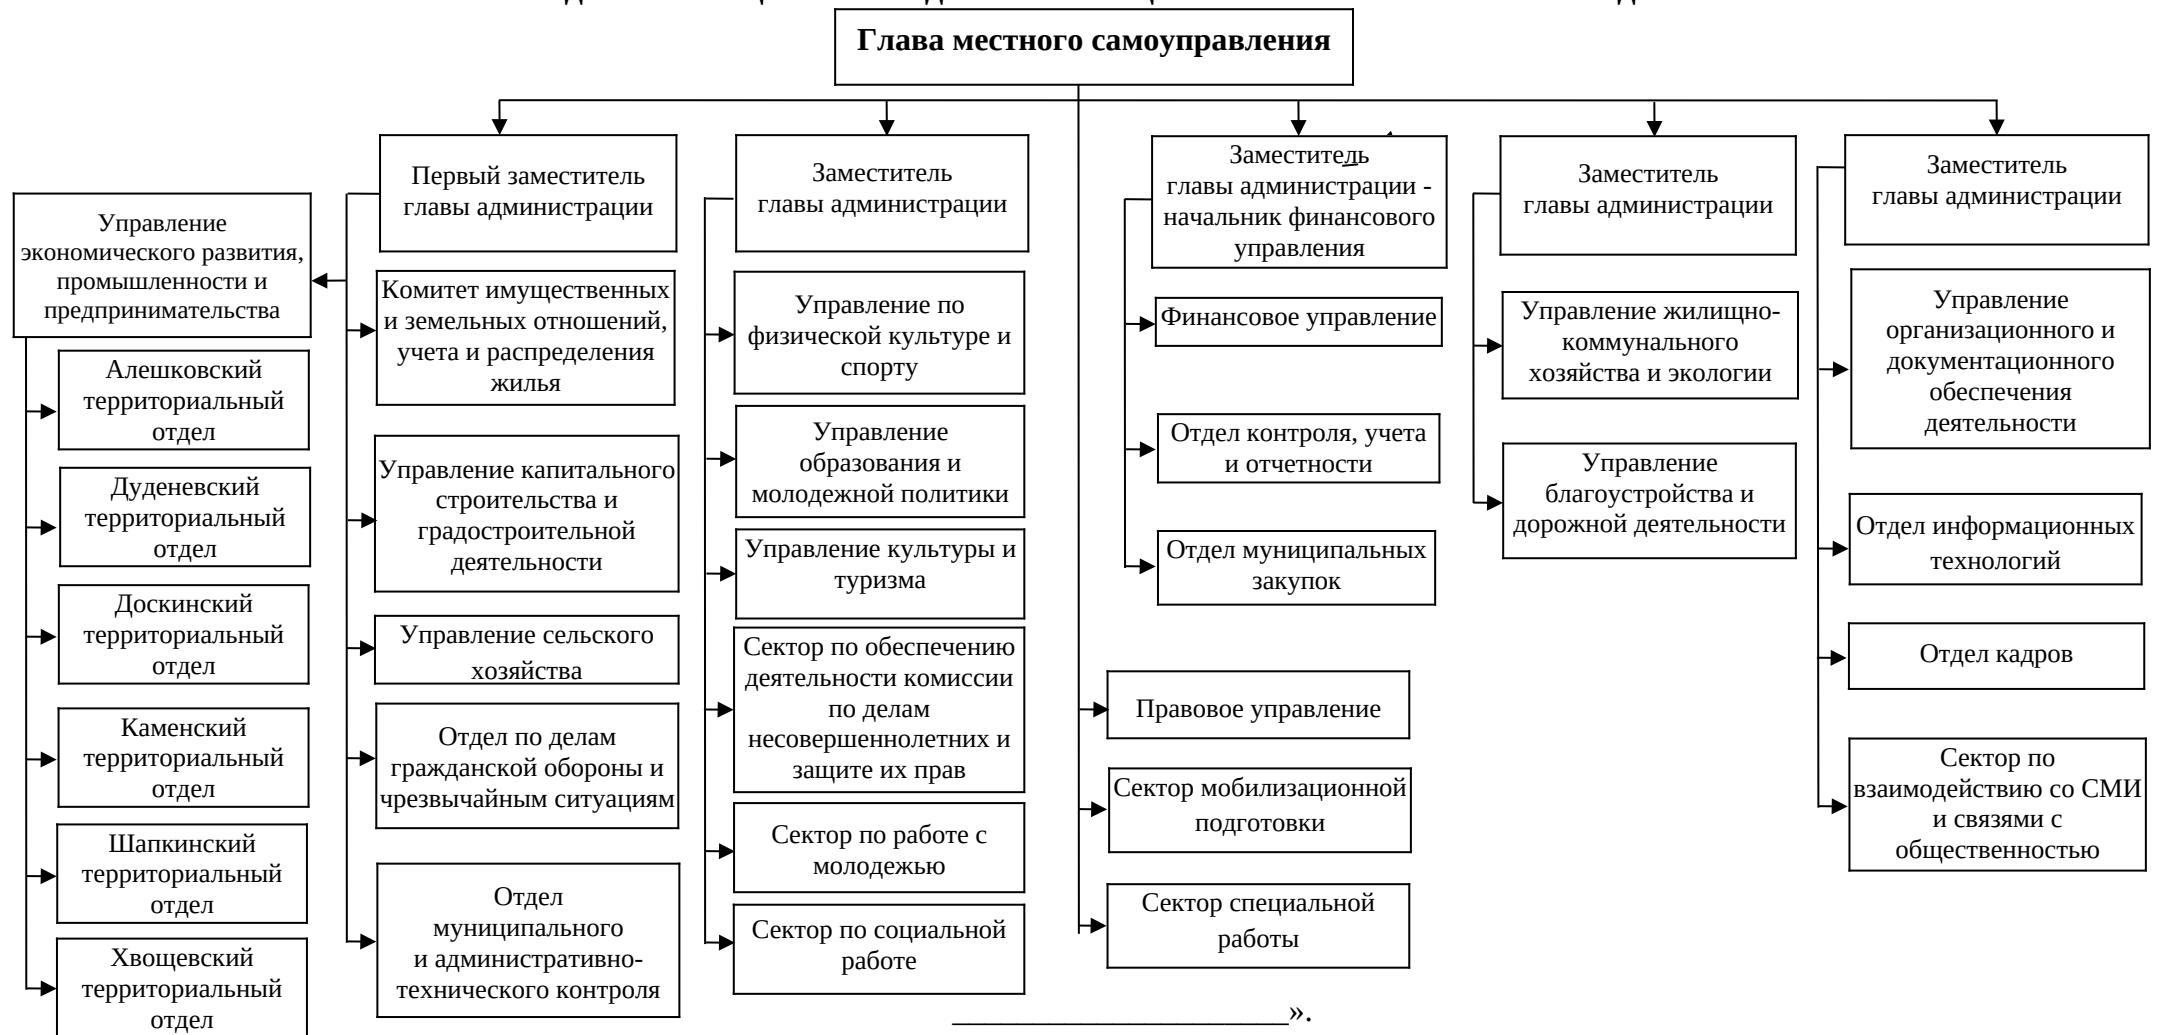 Глава местного самоуправления
Управление
экономического развития,
промышленности и
предпринимательства
Алешковский
территориальный
отдел
Дуденевский
территориальный
отдел
Доскинский
территориальный
отдел
Каменский
территориальный
отдел
Шапкинский
территориальный
отдел
Хвощевский
территориальный
отдел
Первый заместитель
главы администрации
Комитет имущественных
и земельных отношений,
учета и распределения
жилья
Управление капитального
строительства и
градостроительной
деятельности
Управление сельского
хозяйства
Отдел по делам
гражданской обороны и
чрезвычайным ситуациям
Отдел
муниципального
и административно-
технического контроля
Заместитель
главы администрации
Управление по
физической культуре и
спорту
Управление
образования и
молодежной политики
Управление культуры и
туризма
Сектор по обеспечению
деятельности комиссии
по делам
несовершеннолетних и
защите их прав
Сектор по работе с
молодежью
Сектор по социальной
работе
Заместитель
главы администрации -
начальник финансового
управления
Финансовое управление
Отдел контроля, учета
и отчетности
Отдел муниципальных
закупок
Правовое управление
Сектор мобилизационной
подготовки
Сектор специальной
работы
Заместитель
главы администрации
Управление жилищно-
коммунального
хозяйства и экологии
Управление
благоустройства и
дорожной деятельности
Заместитель
главы администрации
Управление
организационного и
документационного
обеспечения
деятельности
Отдел информационных
технологий
Отдел кадров
Сектор по
взаимодействию со СМИ
и связями с
общественностью
_____________________».